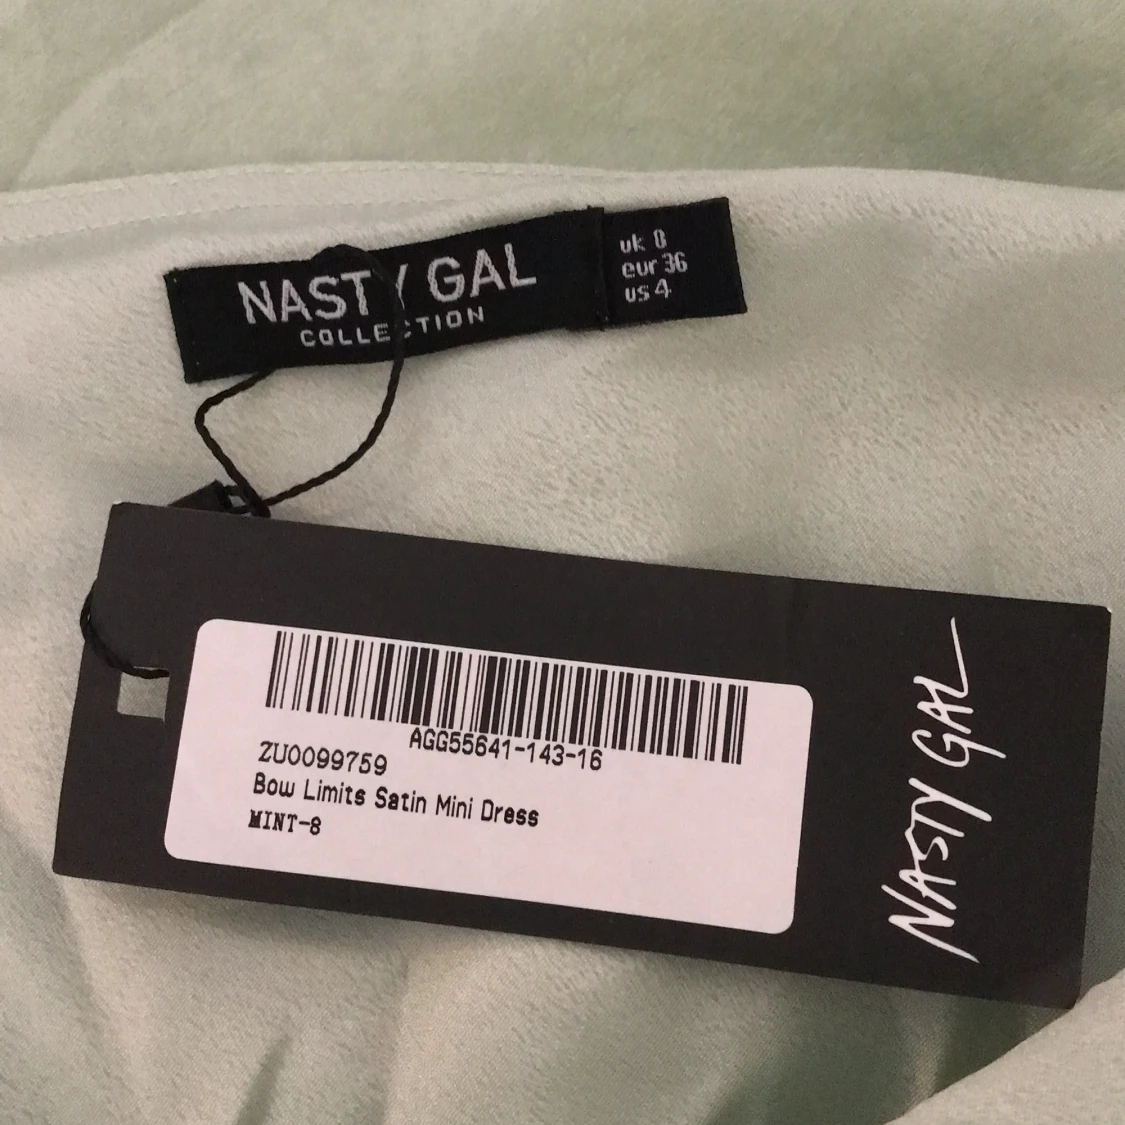 NASTY GAL
COLLECTION
uk 8
eur 36
us 4
AGG55641-143-16
ZU0099759
Bow Limits Satin Mini Dress
MINT-8
NASTY GAL